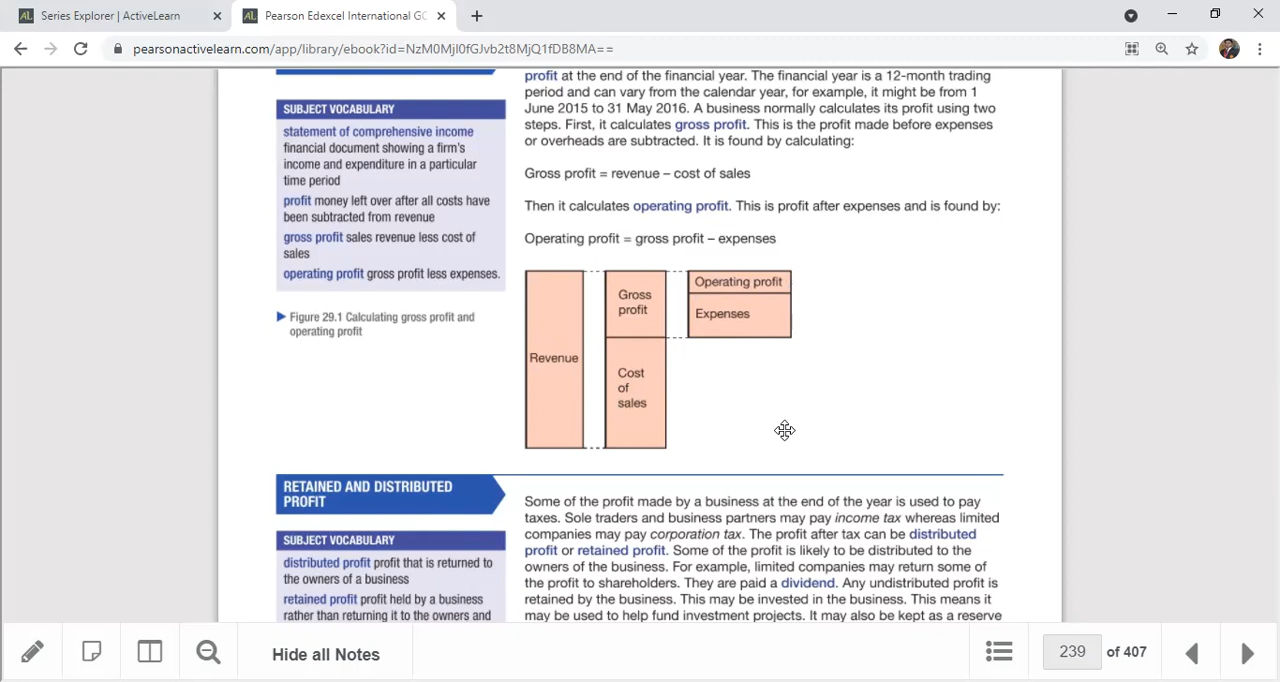 Series Explorer | ActiveLearn
Pearson Edexcel International GC
pearsonactivelearn.com/app/library/ebook?id=NzM0MjI0fGJvb2t8MjQ1fDB8MA==
SUBJECT VOCABULARY
statement of comprehensive income
financial document showing a firm's
income and expenditure in a particular
time period
profit money left over after all costs have
been subtracted from revenue
gross profit sales revenue less cost of
sales
operating profit gross profit less expenses.
Figure 29.1 Calculating gross profit and
operating profit
profit at the end of the financial year. The financial year is a 12-month trading
period and can vary from the calendar year, for example, it might be from 1
June 2015 to 31 May 2016. A business normally calculates its profit using two
steps. First, it calculates gross profit. This is the profit made before expenses
or overheads are subtracted. It is found by calculating:
Gross profit = revenue – cost of sales
Then it calculates operating profit. This is profit after expenses and is found by:
Operating profit = gross profit – expenses
Revenue
Gross
profit
Cost
of
sales
Operating profit
Expenses
RETAINED AND DISTRIBUTED
PROFIT
SUBJECT VOCABULARY
distributed profit profit that is returned to
the owners of a business
retained profit profit held by a business
rather than returning it to the owners and
Some of the profit made by a business at the end of the year is used to pay
taxes. Sole traders and business partners may pay income tax whereas limited
companies may pay corporation tax. The profit after tax can be distributed
profit or retained profit. Some of the profit is likely to be distributed to the
owners of the business. For example, limited companies may return some of
the profit to shareholders. They are paid a dividend. Any undistributed profit is
retained by the business. This may be invested in the business. This means it
may be used to help fund investment projects. It may also be kept as a reserve
Hide all Notes
239 of 407